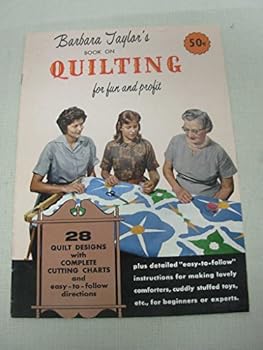 Barbara Taylor's
BOOK ON
50¢
QUILTING
for fun and profit
28
QUILT DESIGNS
with
COMPLETE
CUTTING CHARTS
and
easy-to-follow
directions
plus detailed "easy-to-follow"
instructions for making lovely
comforters, cuddly stuffed toys,
etc., for beginners or experts.